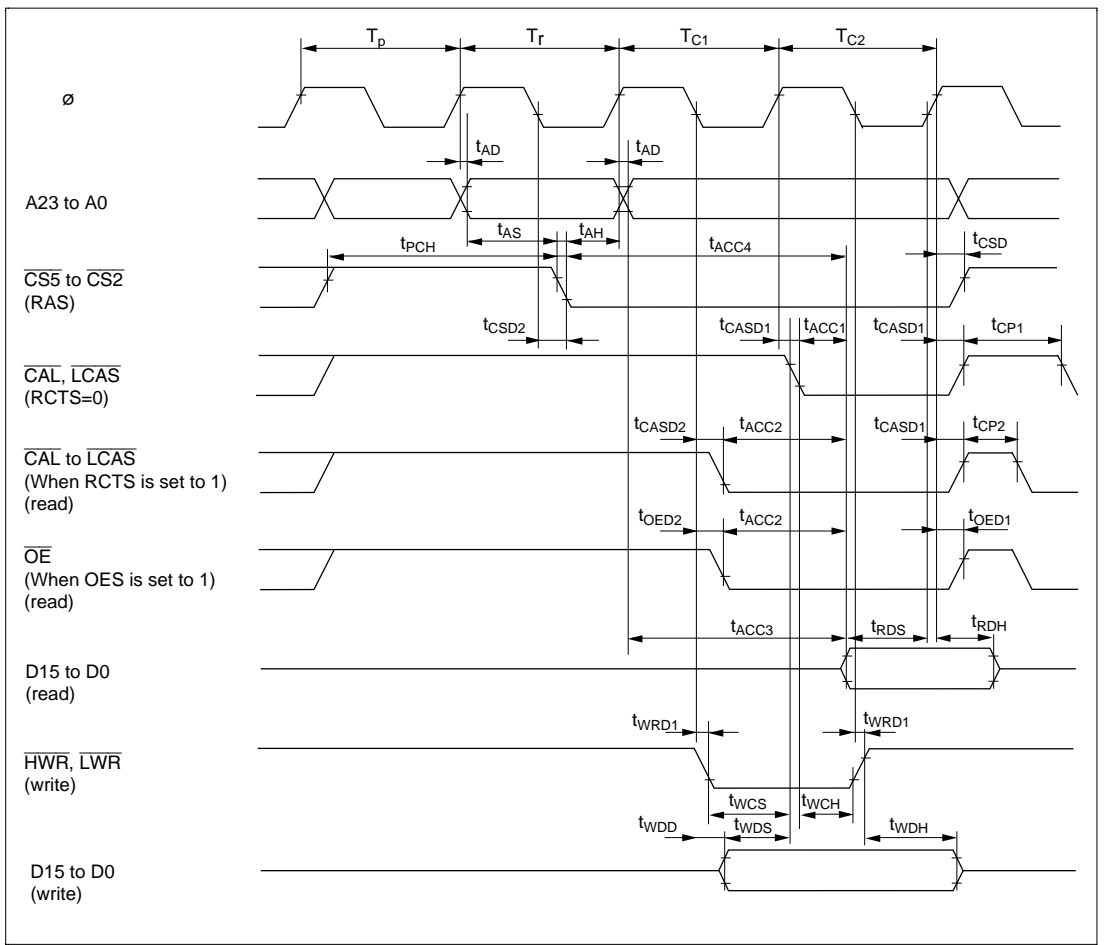 Tp Tr TC1 TC2
ø
tAD tAD
A23 to A0
tAS tAH
tPCH tACC4 tCSD
CS5 to CS2
(RAS)
tCSD2 tCASD1 tACC1 tCASD1 tCP1
CAL, LCAS
(RCTS=0)
tCASD2 tACC2 tCASD1 tCP2
CAL to LCAS
(When RCTS is set to 1)
(read)
tOED2 tACC2 tOED1
OE
(When OES is set to 1)
(read)
tACC3 tRDS tRDH
D15 to D0
(read)
tWRD1 tWRD1
HWR, LWR
(write)
tWCS tWCH
tWDD tWDS tWDH
D15 to D0
(write)